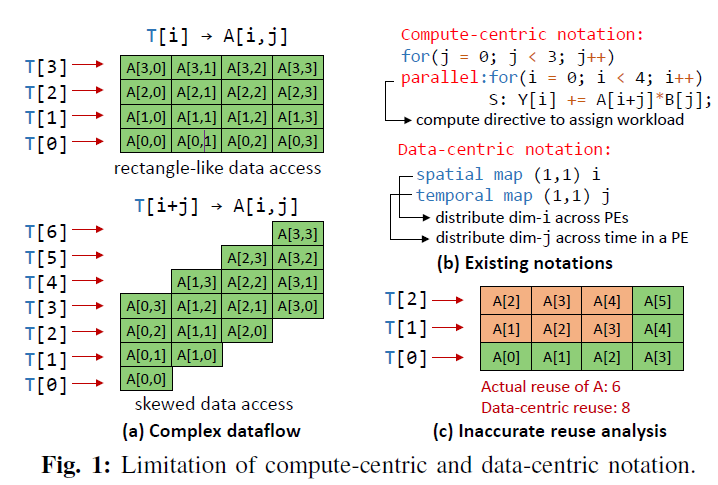 T[i] → A[i,j]
T[3] A[3,0] A[3,1] A[3,2] A[3,3]
T[2] A[2,0] A[2,1] A[2,2] A[2,3]
T[1] A[1,0] A[1,1] A[1,2] A[1,3]
T[0] A[0,0] A[0,1] A[0,2] A[0,3]
rectangle-like data access
T[i+j] → A[i,j]
T[6] A[3,3]
T[5] A[2,3] A[3,2]
T[4] A[1,3] A[2,2] A[3,1]
T[3] A[0,3] A[1,2] A[2,1] A[3,0]
T[2] A[0,2] A[1,1] A[2,0]
T[1] A[0,1] A[1,0]
T[0] A[0,0]
skewed data access
(a) Complex dataflow
Compute-centric notation:
for(j = 0; j < 3; j++)
parallel:for(i = 0; i < 4; i++)
S: Y[i] += A[i+j]*B[j];
compute directive to assign workload
Data-centric notation:
spatial map (1,1) i
temporal map (1,1) j
distribute dim-i across PEs
distribute dim-j across time in a PE
(b) Existing notations
T[2] A[2] A[3] A[4] A[5]
T[1] A[1] A[2] A[3] A[4]
T[0] A[0] A[1] A[2] A[3]
Actual reuse of A: 6
Data-centric reuse: 8
(c) Inaccurate reuse analysis
Fig. 1: Limitation of compute-centric and data-centric notation.